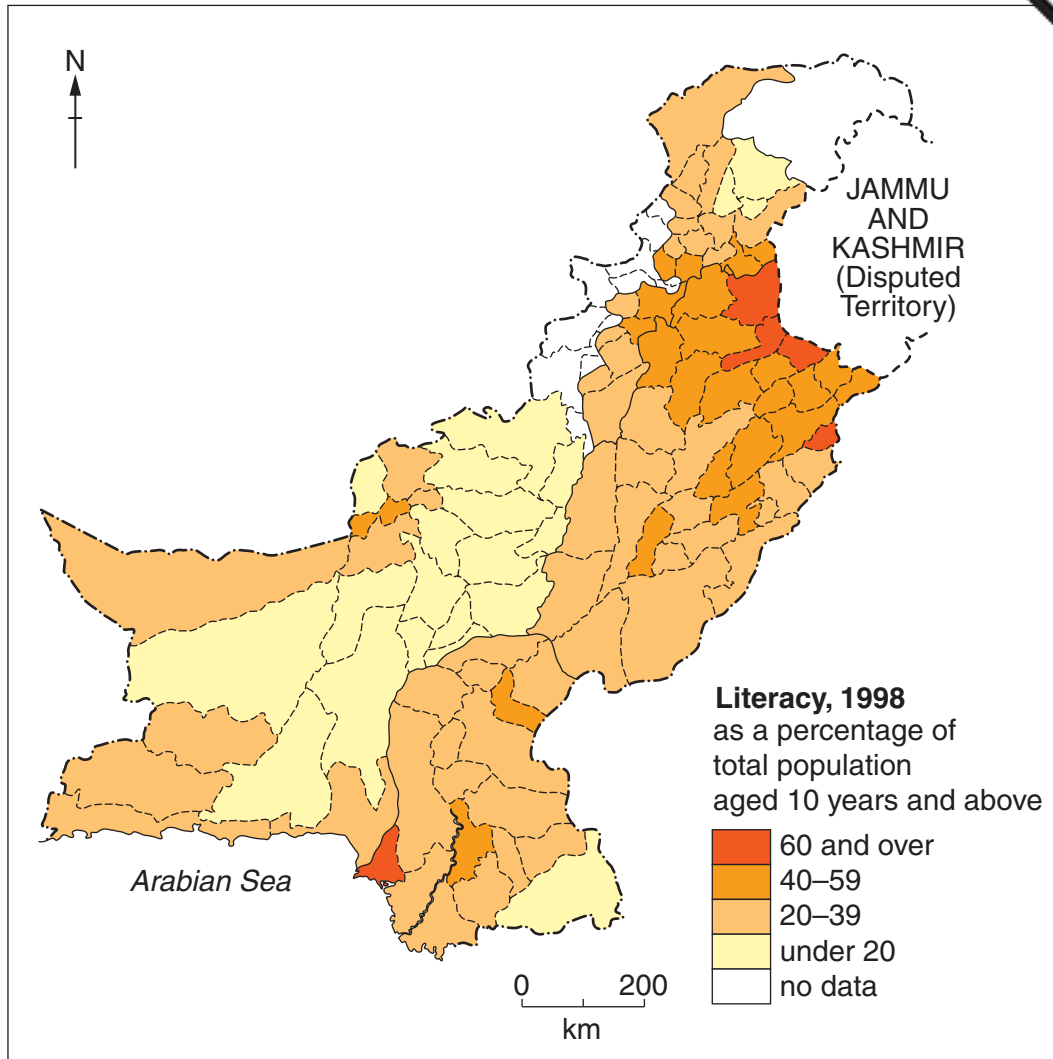 N
JAMMU
AND
KASHMIR
(Disputed
Territory)
Literacy, 1998
as a percentage of
total population
aged 10 years and above
60 and over
40–59
20–39
under 20
no data
Arabian Sea
0 200
km